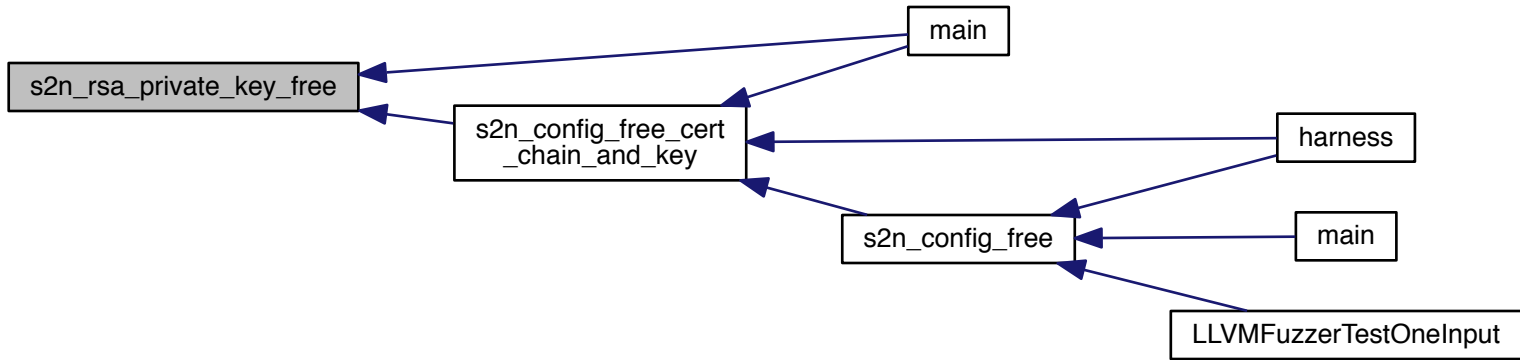 main
s2n_rsa_private_key_free
s2n_config_free_cert
_chain_and_key
harness
s2n_config_free
main
LLVMFuzzerTestOneInput